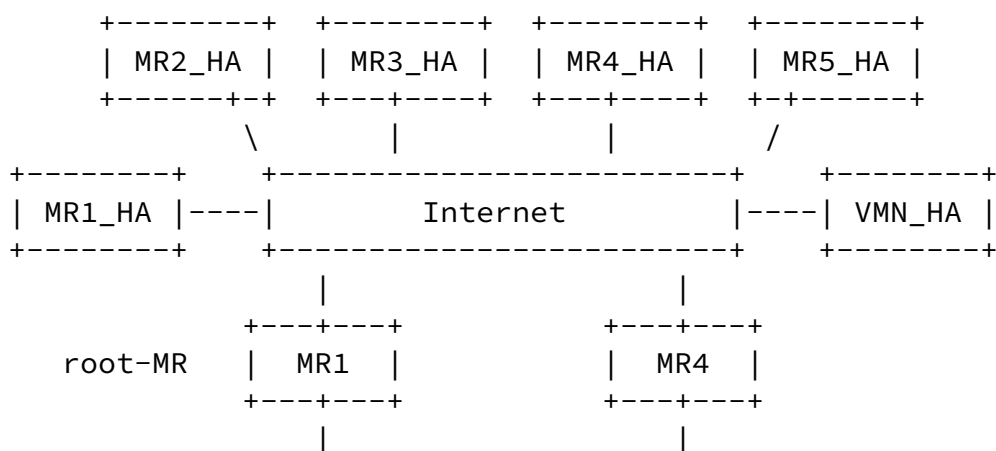 MR2_HA MR3_HA MR4_HA MR5_HA
MR1_HA Internet VMN_HA
root-MR MR1 MR4